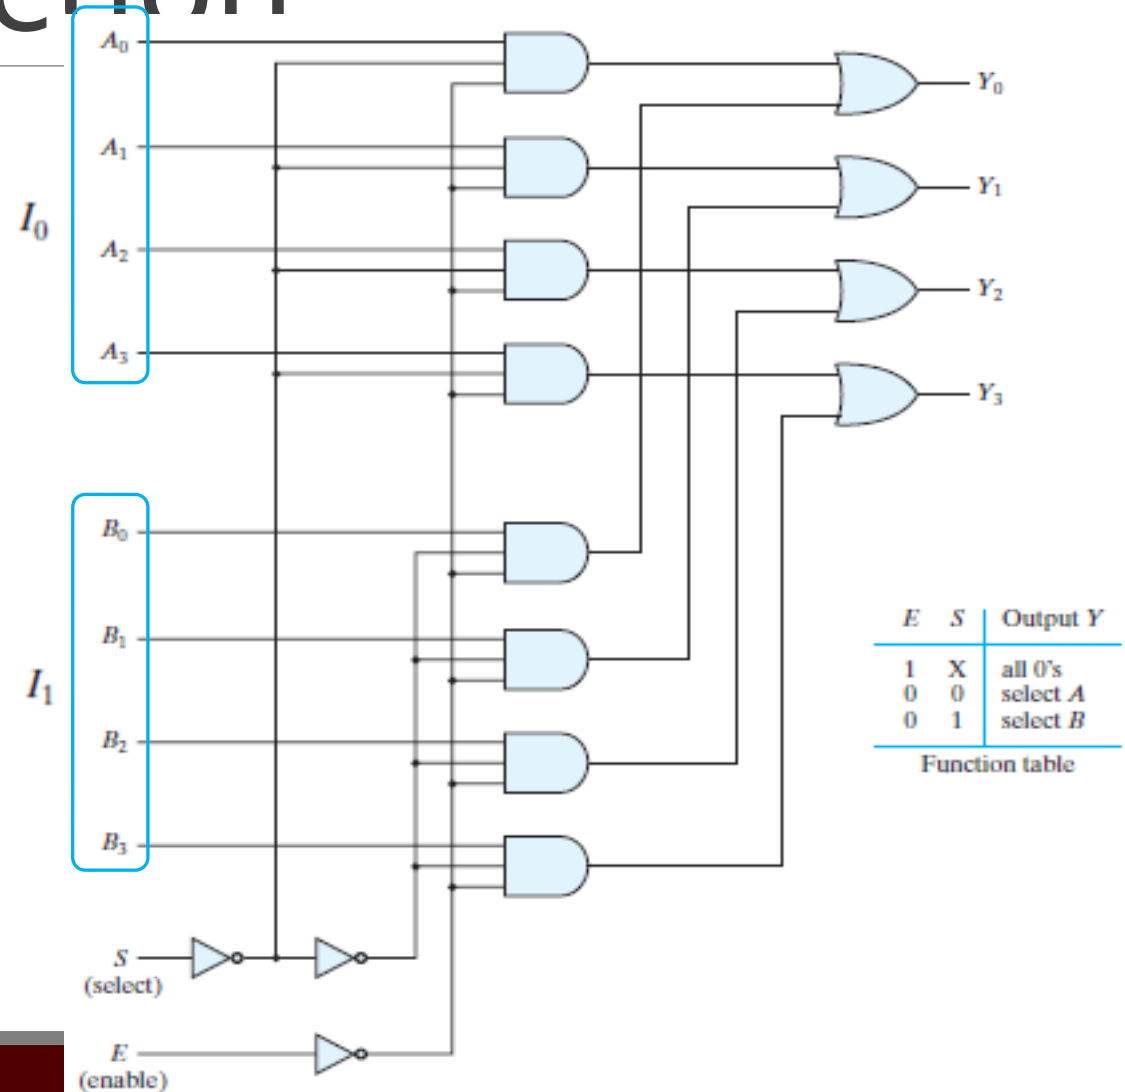 A₀
Y₀
A₁
Y₁
I₀
A₂
Y₂
A₃
Y₃
B₀
E S Output Y
B₁
1 X all 0's
I₁
0 0 select A
0 1 select B
B₂
Function table
B₃
S
(select)
E
(enable)